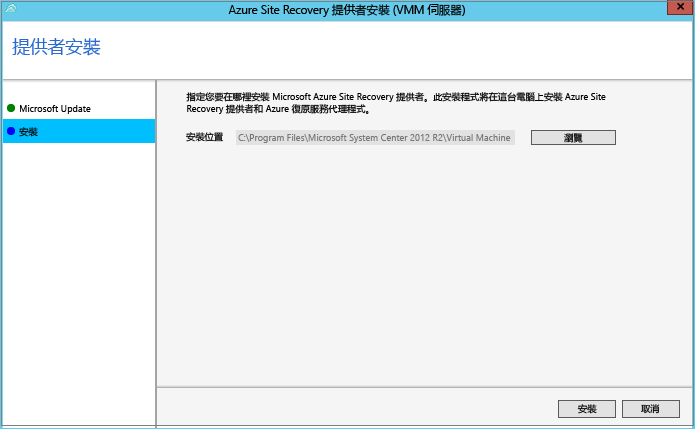 Azure Site Recovery 提供者安裝 (VMM 伺服器)
提供者安裝
Microsoft Update
安裝
指定您要在哪裡安裝 Microsoft Azure Site Recovery 提供者。此安裝程式將在這台電腦上安裝 Azure Site
Recovery 提供者和 Azure 復原服務代理程式。
安裝位置 C:\Program Files\Microsoft System Center 2012 R2\Virtual Machine 瀏覽
安裝 取消